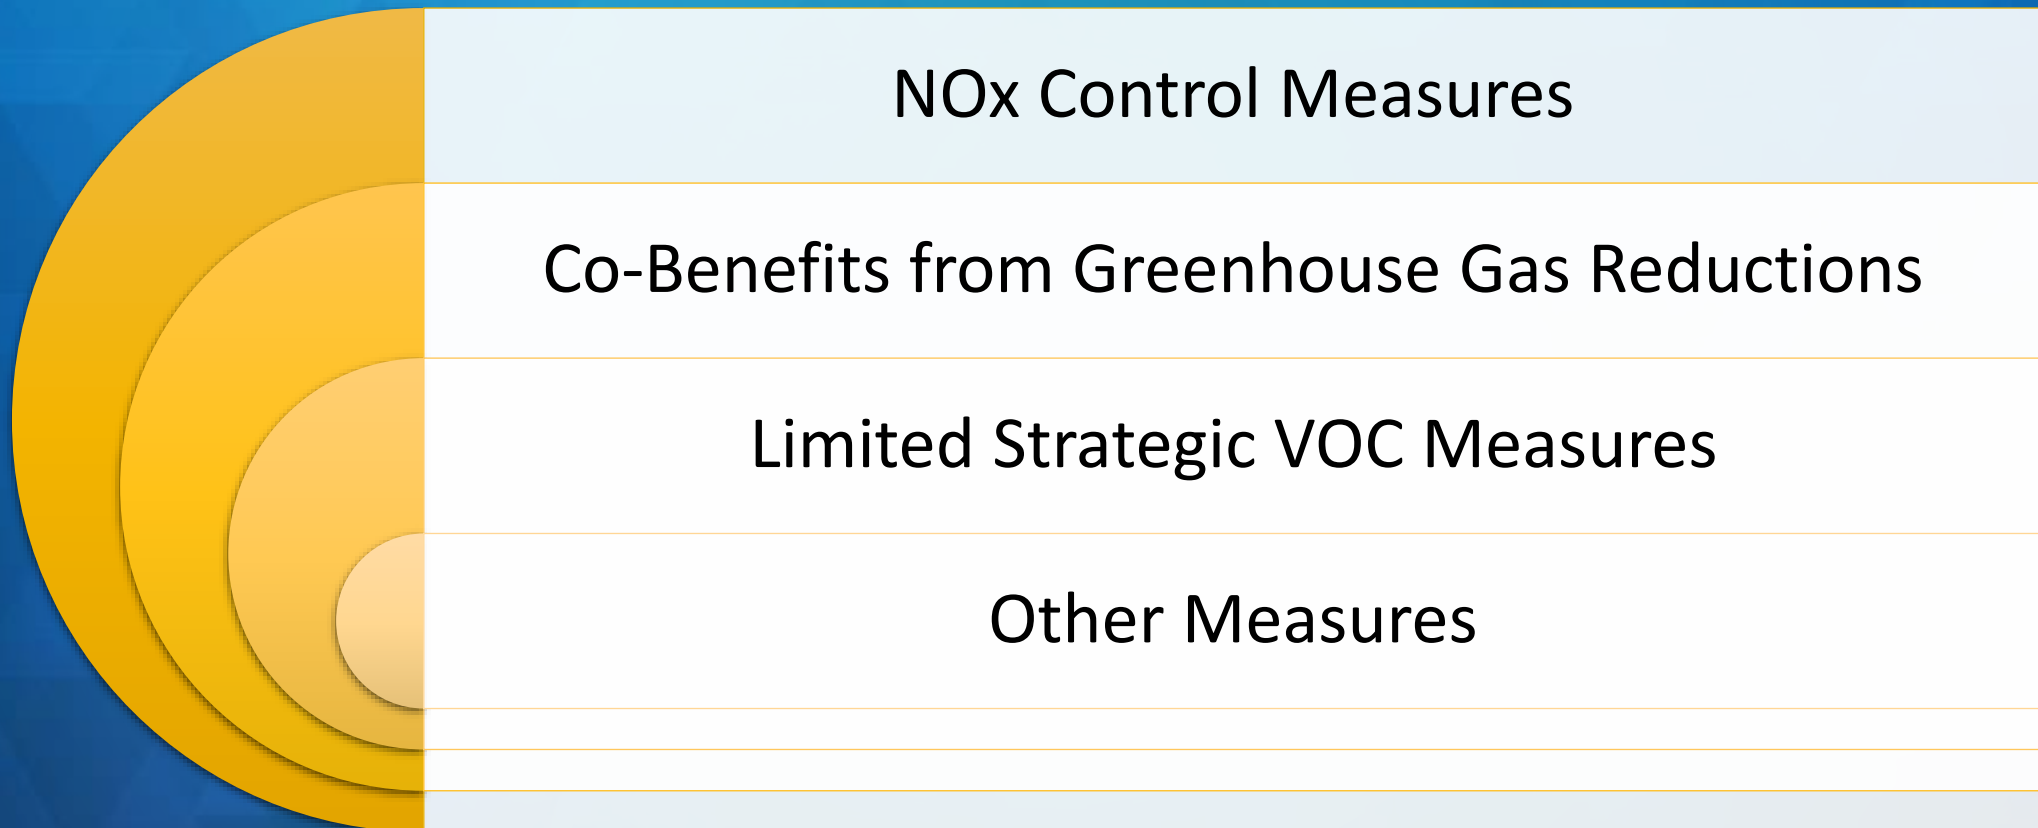 NOx Control Measures
Co-Benefits from Greenhouse Gas Reductions
Limited Strategic VOC Measures
Other Measures